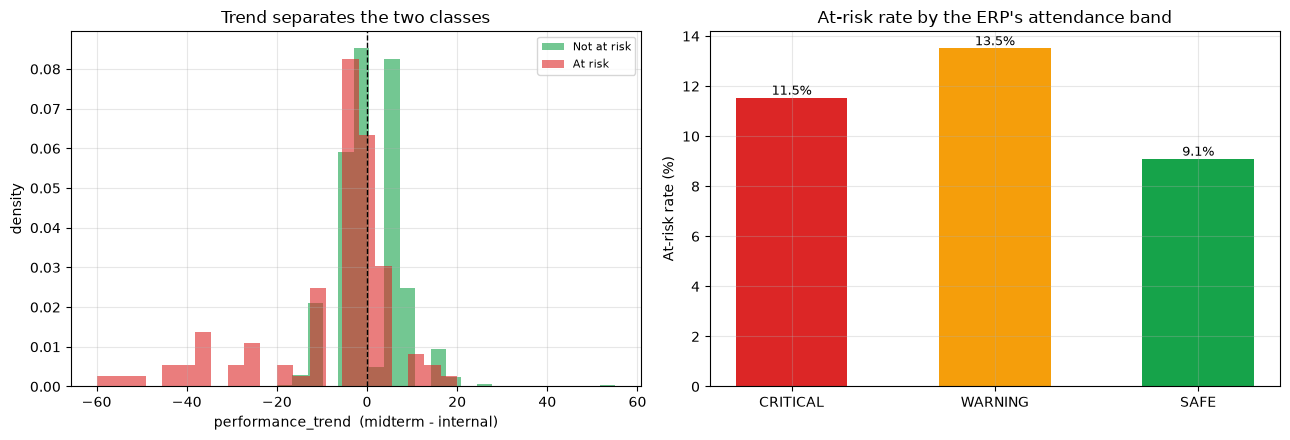 Trend separates the two classes
Not at risk
At risk
density
0.08
0.07
0.06
0.05
0.04
0.03
0.02
0.01
0.00
−60
−40
−20
0
20
40
60
performance_trend (midterm - internal)
At-risk rate by the ERP's attendance band
At-risk rate (%)
14
12
10
8
6
4
2
0
11.5%
13.5%
9.1%
CRITICAL
WARNING
SAFE